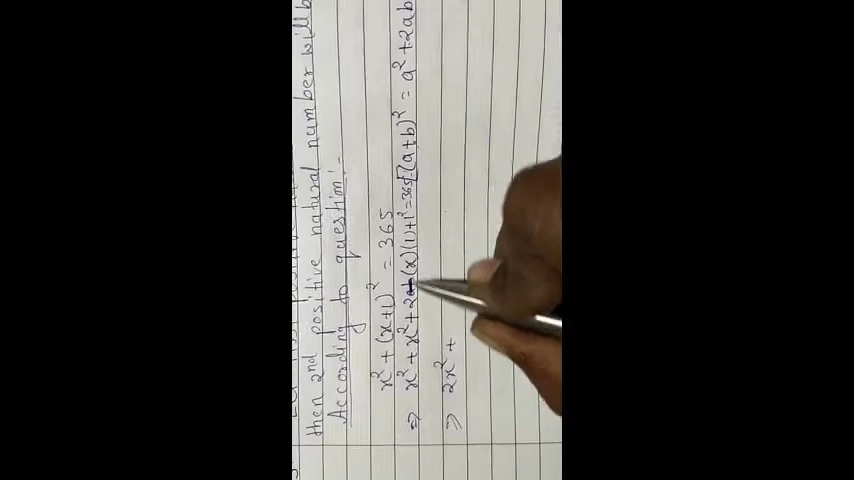 then 2nd positive natural number will b
According to question:-
x² + (x+1)² = 365
⇒ x² + x² + 2ab(x)(1)+1² = 365 [∵ (a+b)² = a² + 2ab
⇒ 2x² +